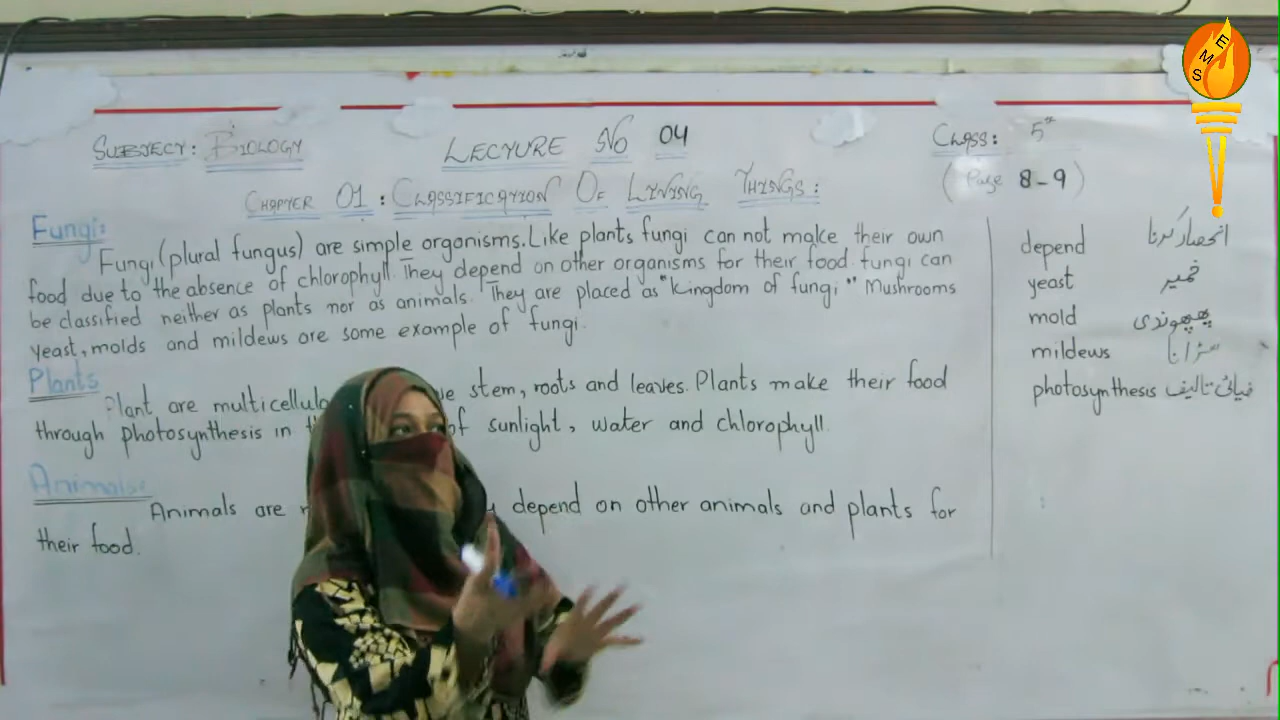 EMS
SUBJECT: BIOLOGY
LECTURE NO 04
CLASS: 5th
CHAPTER 01: CLASSIFICATION OF LIVING THINGS:
(Page 8-9)
Fungi:
Fungi (plural fungus) are simple organisms. Like plants fungi can not make their own
food due to the absence of chlorophyll. They depend on other organisms for their food. fungi can
be classified neither as plants nor as animals. They are placed as "kingdom of fungi" Mushrooms
yeast, molds and mildews are some example of fungi.
Plants
Plant are stem, roots and leaves. Plants make their food
through photosynthesis in of sunlight, water and chlorophyll.
Animals:
Animals are depend on other animals and plants for
their food.
depend انحصار کرنا
yeast خمیر
mold پھپھوندی
mildews
photosynthesis ضیائی تالیف